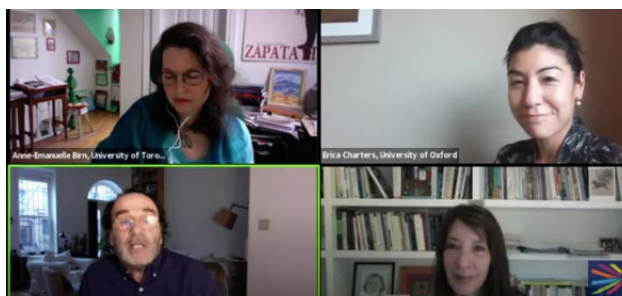 ZAPATA
Anne-Emanuelle Birn, University of Toro...
Erica Charters, University of Oxford